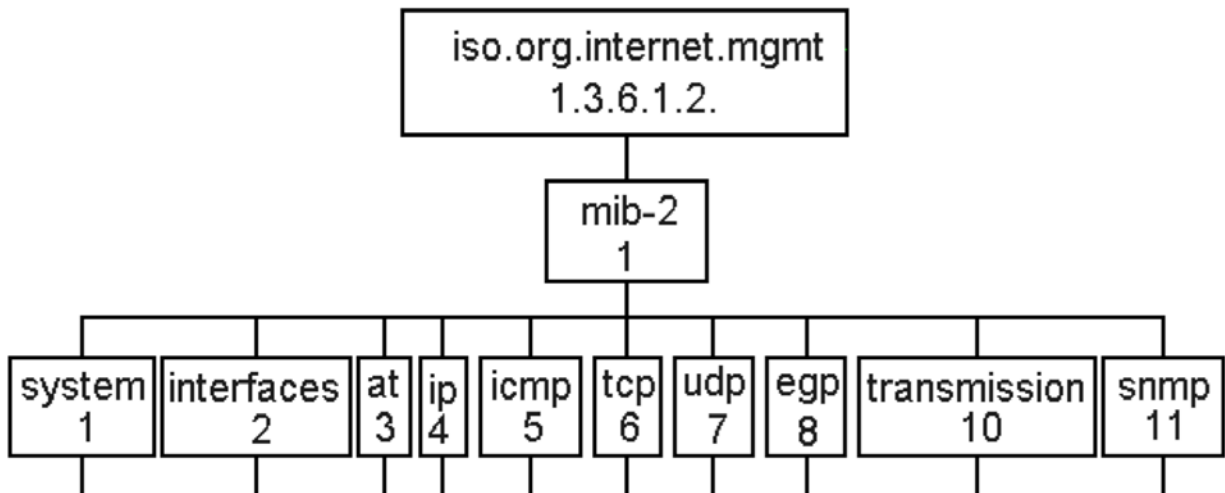 iso.org.internet.mgmt
1.3.6.1.2.
mib-2
1
system
1
interfaces
2
at
3
ip
4
icmp
5
tcp
6
udp
7
egp
8
transmission
10
snmp
11